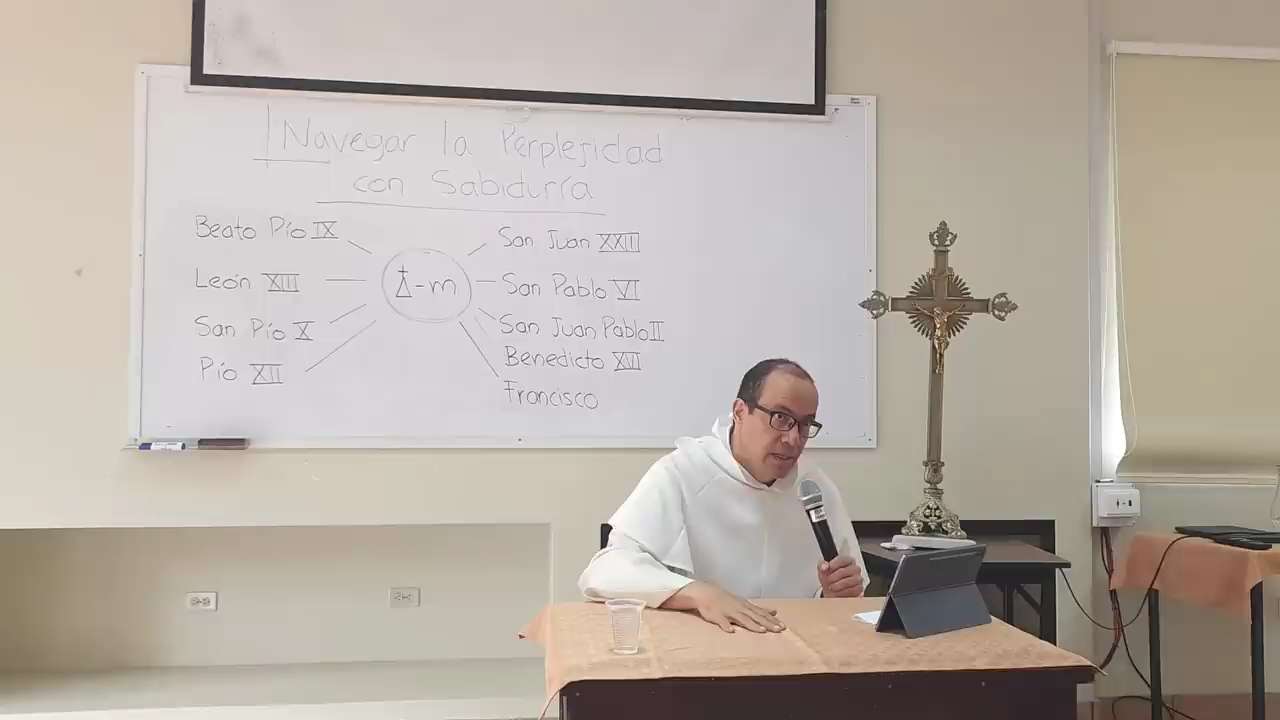 Navegar la Perplejidad
con Sabiduría
Beato Pío IX
León XIII
San Pío X
Pío XII
Δ-m
San Juan XXIII
San Pablo VI
San Juan Pablo II
Benedicto XVI
Francisco